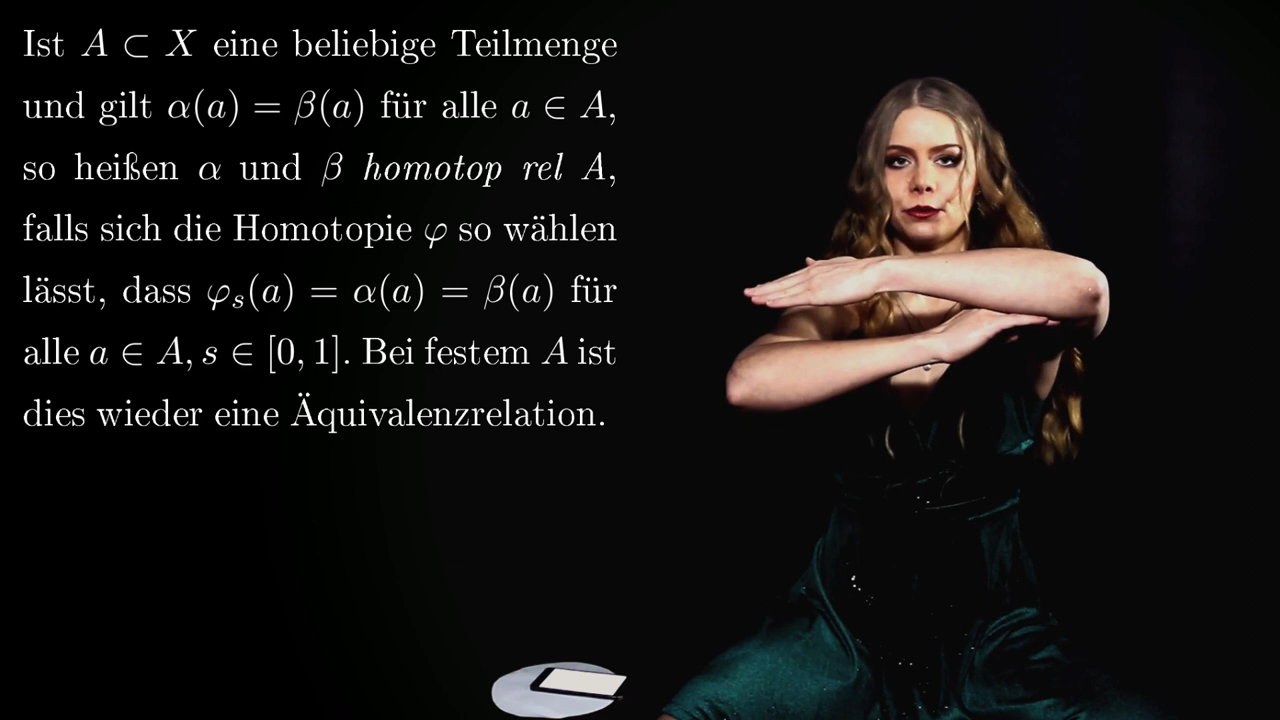 Ist A ⊂ X eine beliebige Teilmenge
und gilt α(a) = β(a) für alle a ∈ A,
so heißen α und β homotop rel A,
falls sich die Homotopie φ so wählen
lässt, dass φₛ(a) = α(a) = β(a) für
alle a ∈ A, s ∈ [0, 1]. Bei festem A ist
dies wieder eine Äquivalenzrelation.